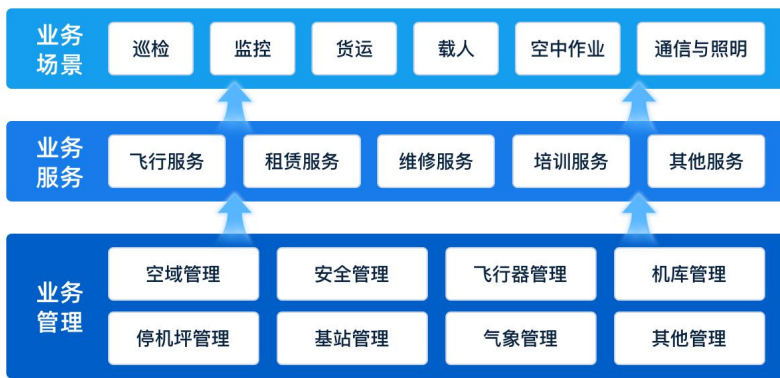 业务
场景
巡检 监控 货运 载人 空中作业 通信与照明
业务
服务
飞行服务 租赁服务 维修服务 培训服务 其他服务
业务
管理
空域管理 安全管理 飞行器管理 机库管理
停机坪管理 基站管理 气象管理 其他管理